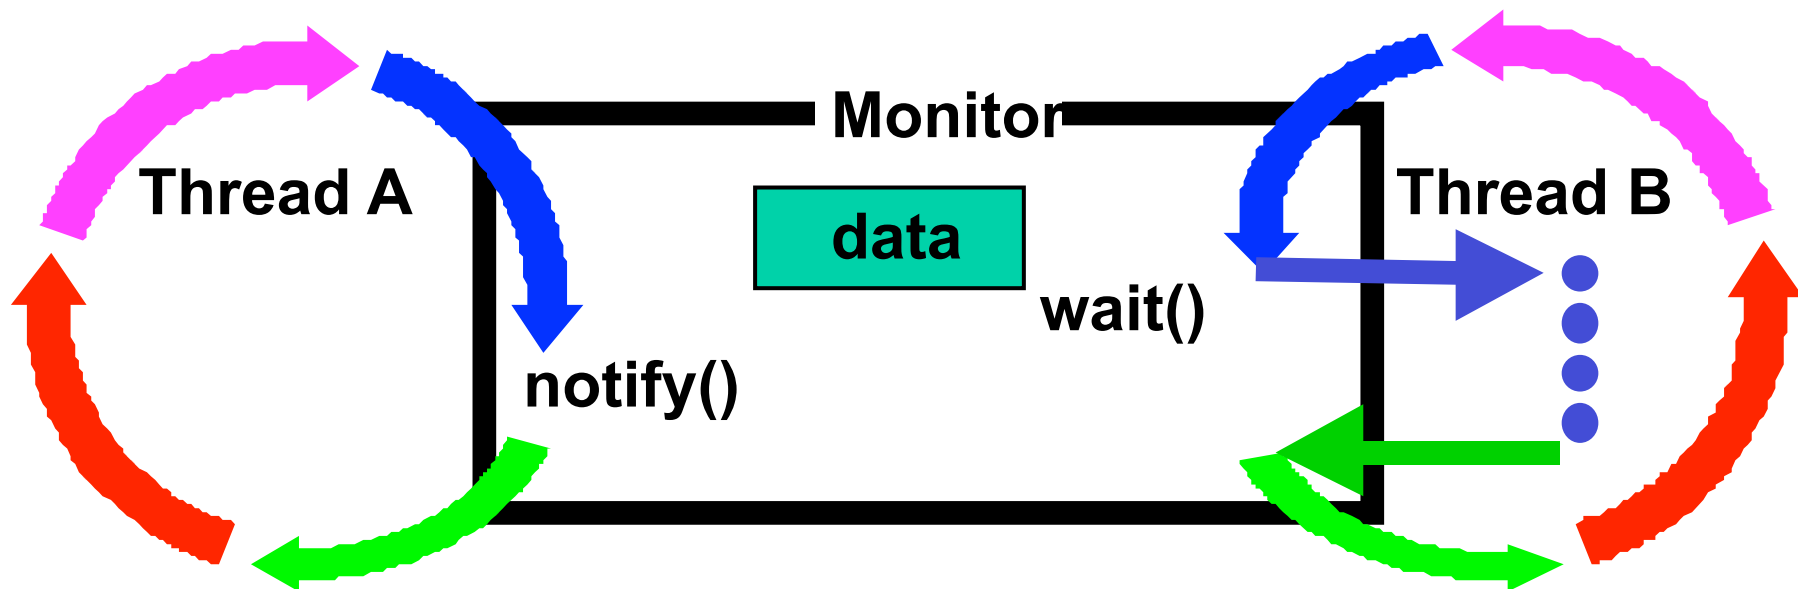 Monitor
Thread A
Thread B
data
wait()
notify()